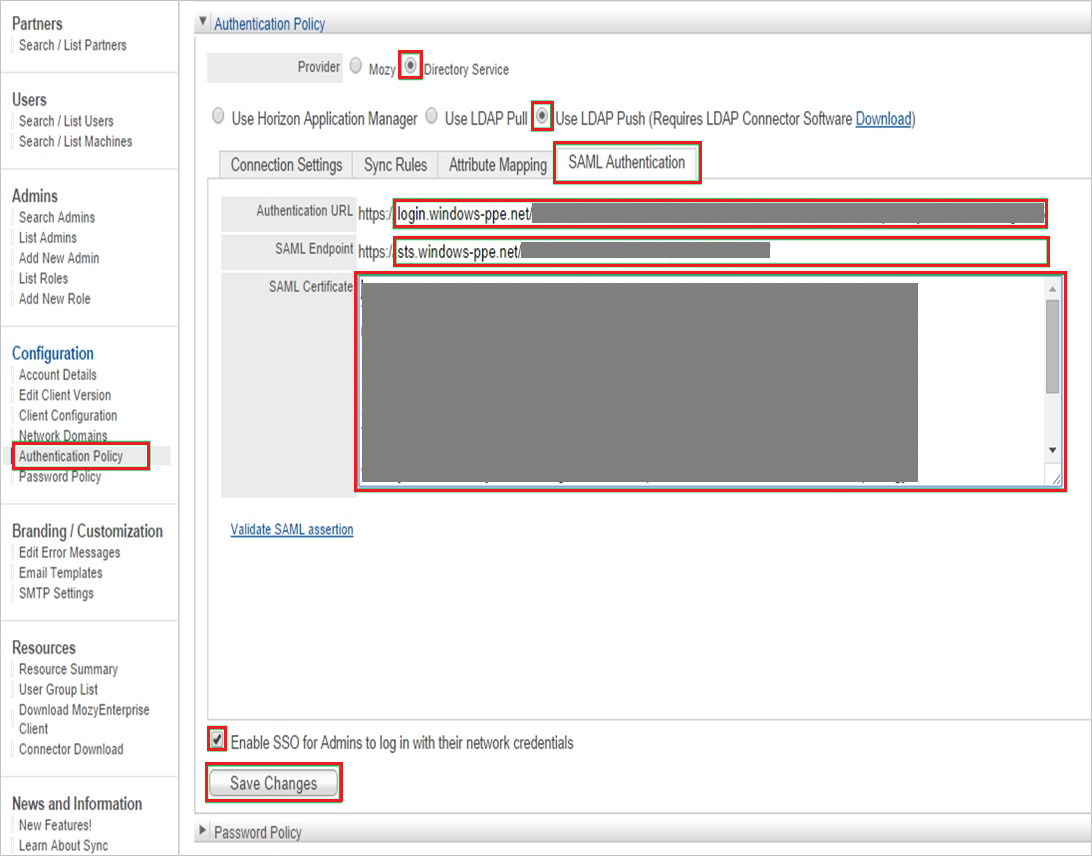 Partners
Search / List Partners
Users
Search / List Users
Search / List Machines
Admins
Search Admins
List Admins
Add New Admin
List Roles
Add New Role
Configuration
Account Details
Edit Client Version
Client Configuration
Network Domains
Authentication Policy
Password Policy
Branding / Customization
Edit Error Messages
Email Templates
SMTP Settings
Resources
Resource Summary
User Group List
Download MozyEnterprise
Client
Connector Download
News and Information
New Features!
Learn About Sync
Authentication Policy
Provider Mozy Directory Service
Use Horizon Application Manager Use LDAP Pull Use LDAP Push (Requires LDAP Connector Software Download)
Connection Settings Sync Rules Attribute Mapping SAML Authentication
Authentication URL https:/ login.windows-ppe.net/
SAML Endpoint https:/ sts.windows-ppe.net/
SAML Certificate
Validate SAML assertion
Enable SSO for Admins to log in with their network credentials
Save Changes
Password Policy